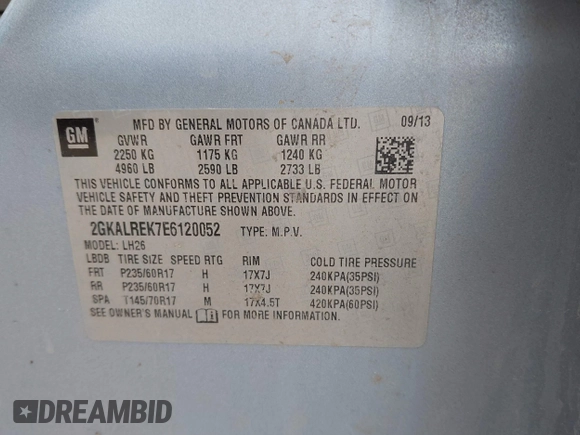 GM
MFD BY GENERAL MOTORS OF CANADA LTD. 09/13
GVWR GAWR FRT GAWR RR
2250 KG 1175 KG 1240 KG
4960 LB 2590 LB 2733 LB
THIS VEHICLE CONFORMS TO ALL APPLICABLE U.S. FEDERAL MOTOR
VEHICLE SAFETY AND THEFT PREVENTION STANDARDS IN EFFECT ON
THE DATE OF MANUFACTURE SHOWN ABOVE.
2GKALREK7E6120052 TYPE: M.P.V.
MODEL: LH26
LBDB TIRE SIZE SPEED RTG RIM COLD TIRE PRESSURE
FRT P235/60R17 H 17X7J 240KPA(35PSI)
RR P235/60R17 H 17X7J 240KPA(35PSI)
SPA T145/70R17 M 17X4.5T 420KPA(60PSI)
SEE OWNER'S MANUAL FOR MORE INFORMATION.
DREAMBID